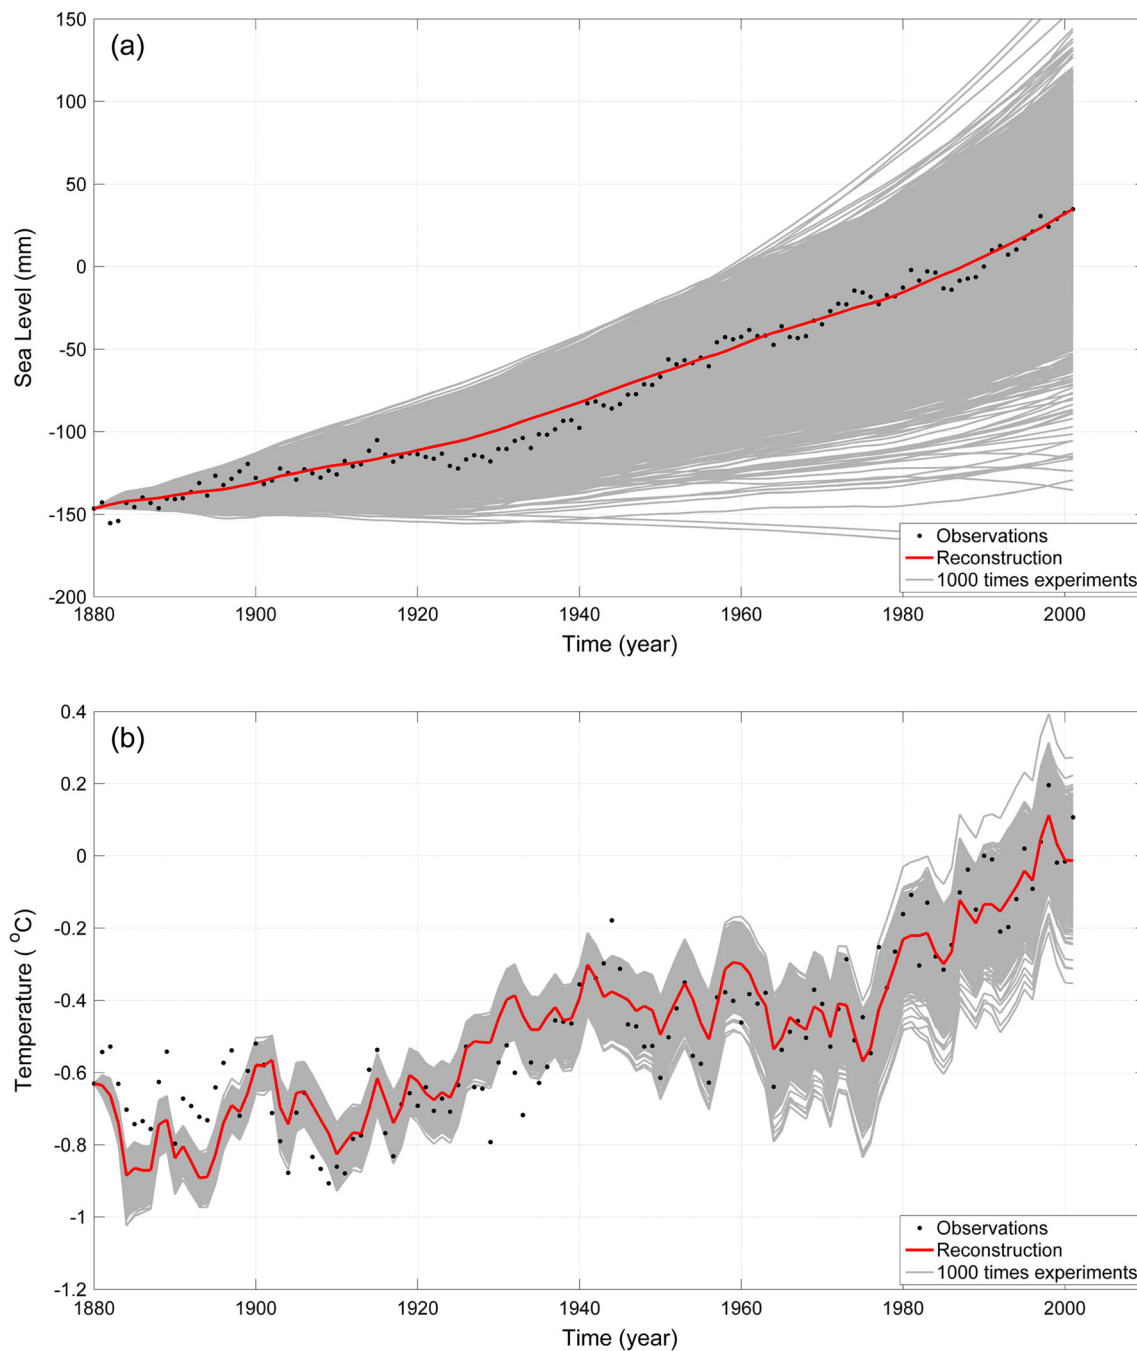 (a)
150
100
50
0
-50
-100
-150
-200
Sea Level (mm)
1880 1900 1920 1940 1960 1980 2000
Time (year)
Observations
Reconstruction
1000 times experiments
(b)
0.4
0.2
0
-0.2
-0.4
-0.6
-0.8
-1
-1.2
Temperature ( °C)
1880 1900 1920 1940 1960 1980 2000
Time (year)
Observations
Reconstruction
1000 times experiments